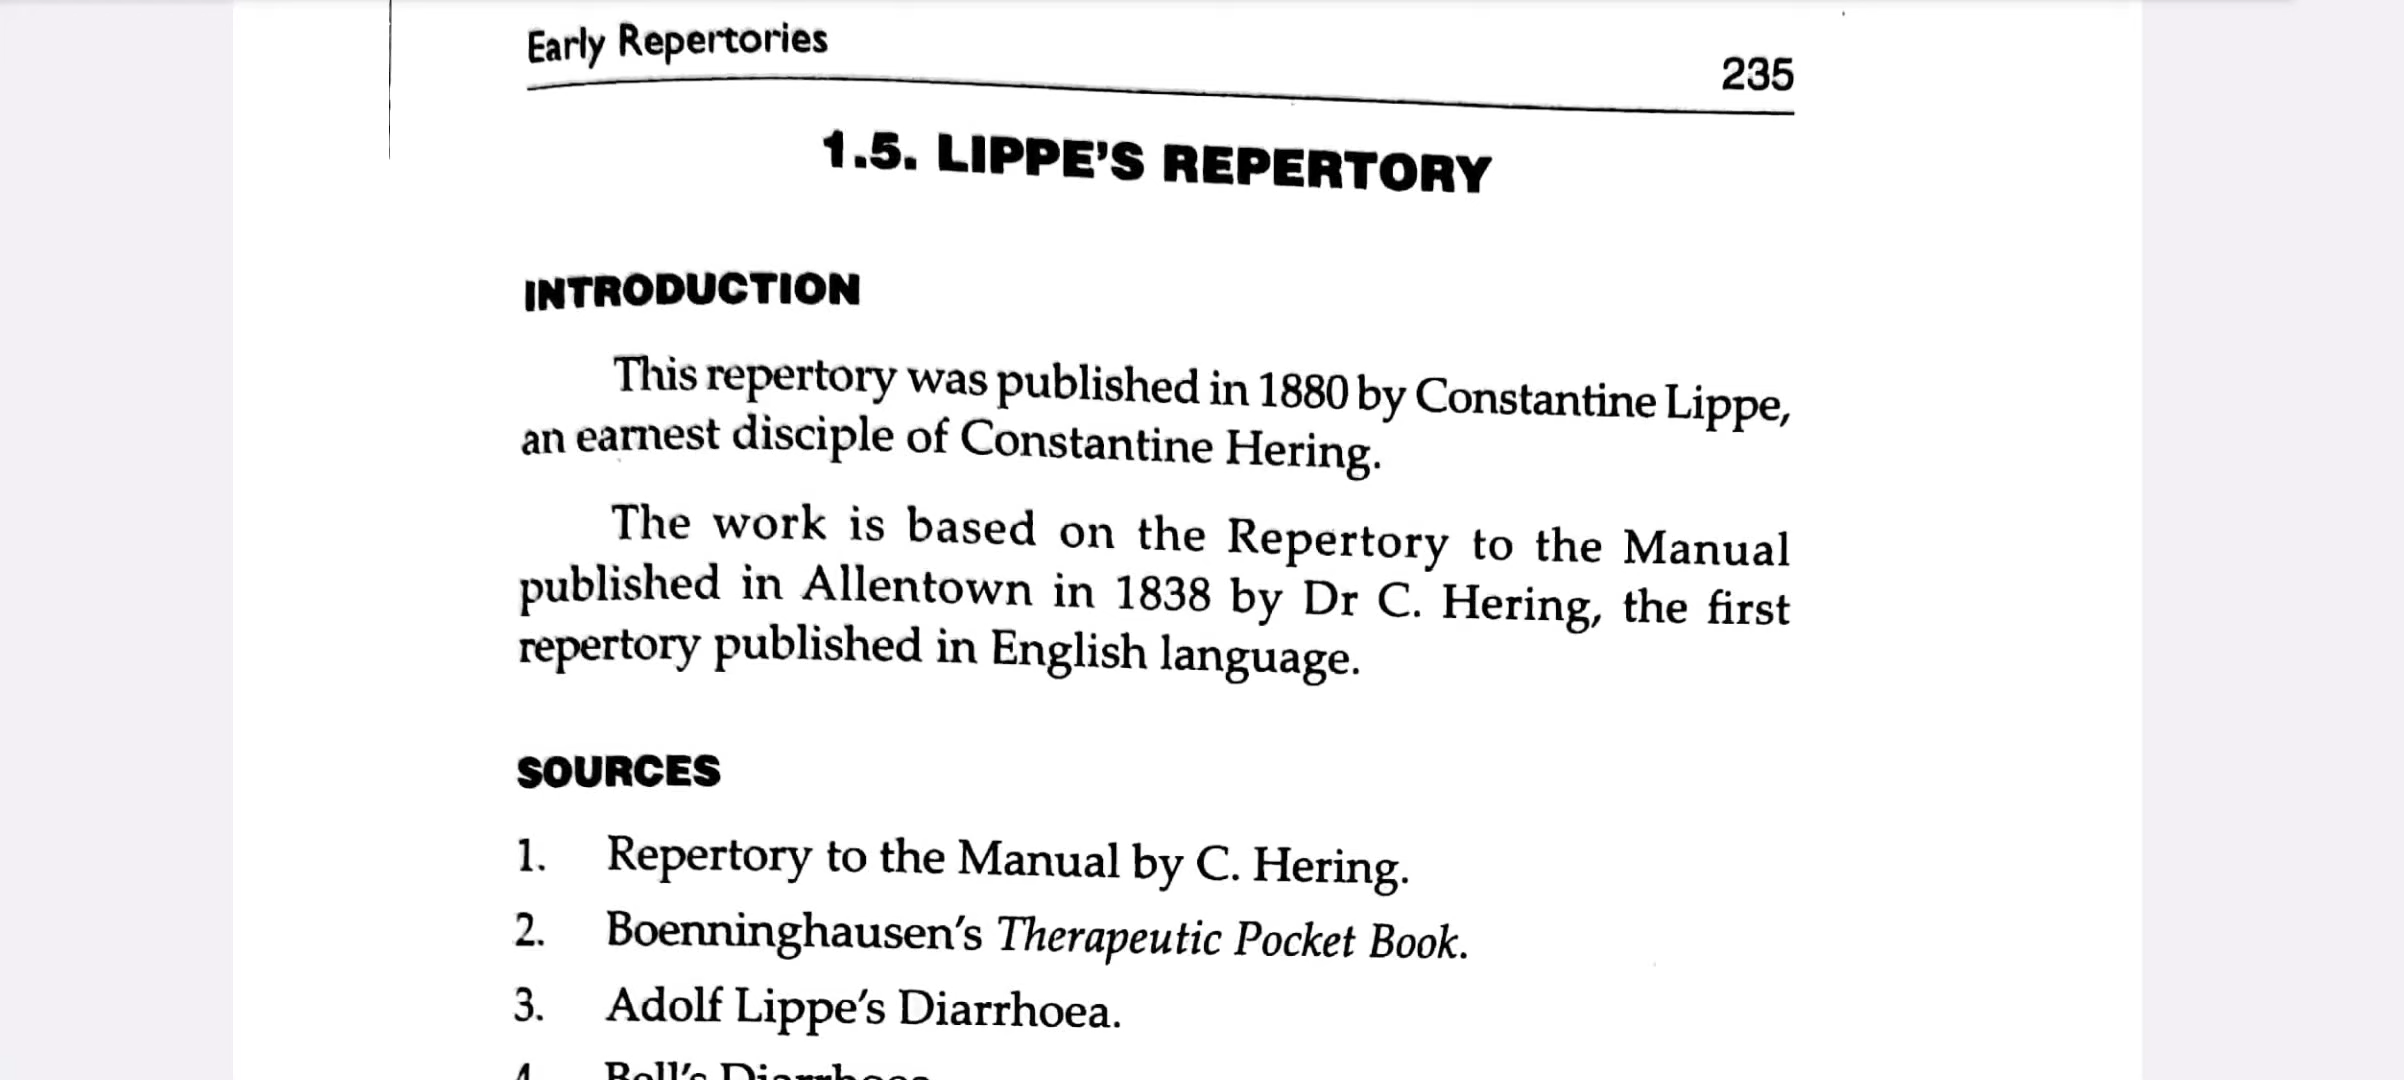 Early Repertories
235
1.5. LIPPE'S REPERTORY
INTRODUCTION
This repertory was published in 1880 by Constantine Lippe,
an earnest disciple of Constantine Hering.
The work is based on the Repertory to the Manual
published in Allentown in 1838 by Dr C. Hering, the first
repertory published in English language.
SOURCES
1. Repertory to the Manual by C. Hering.
2. Boenninghausen's Therapeutic Pocket Book.
3. Adolf Lippe's Diarrhoea.
4. Bell's Diarrhoea